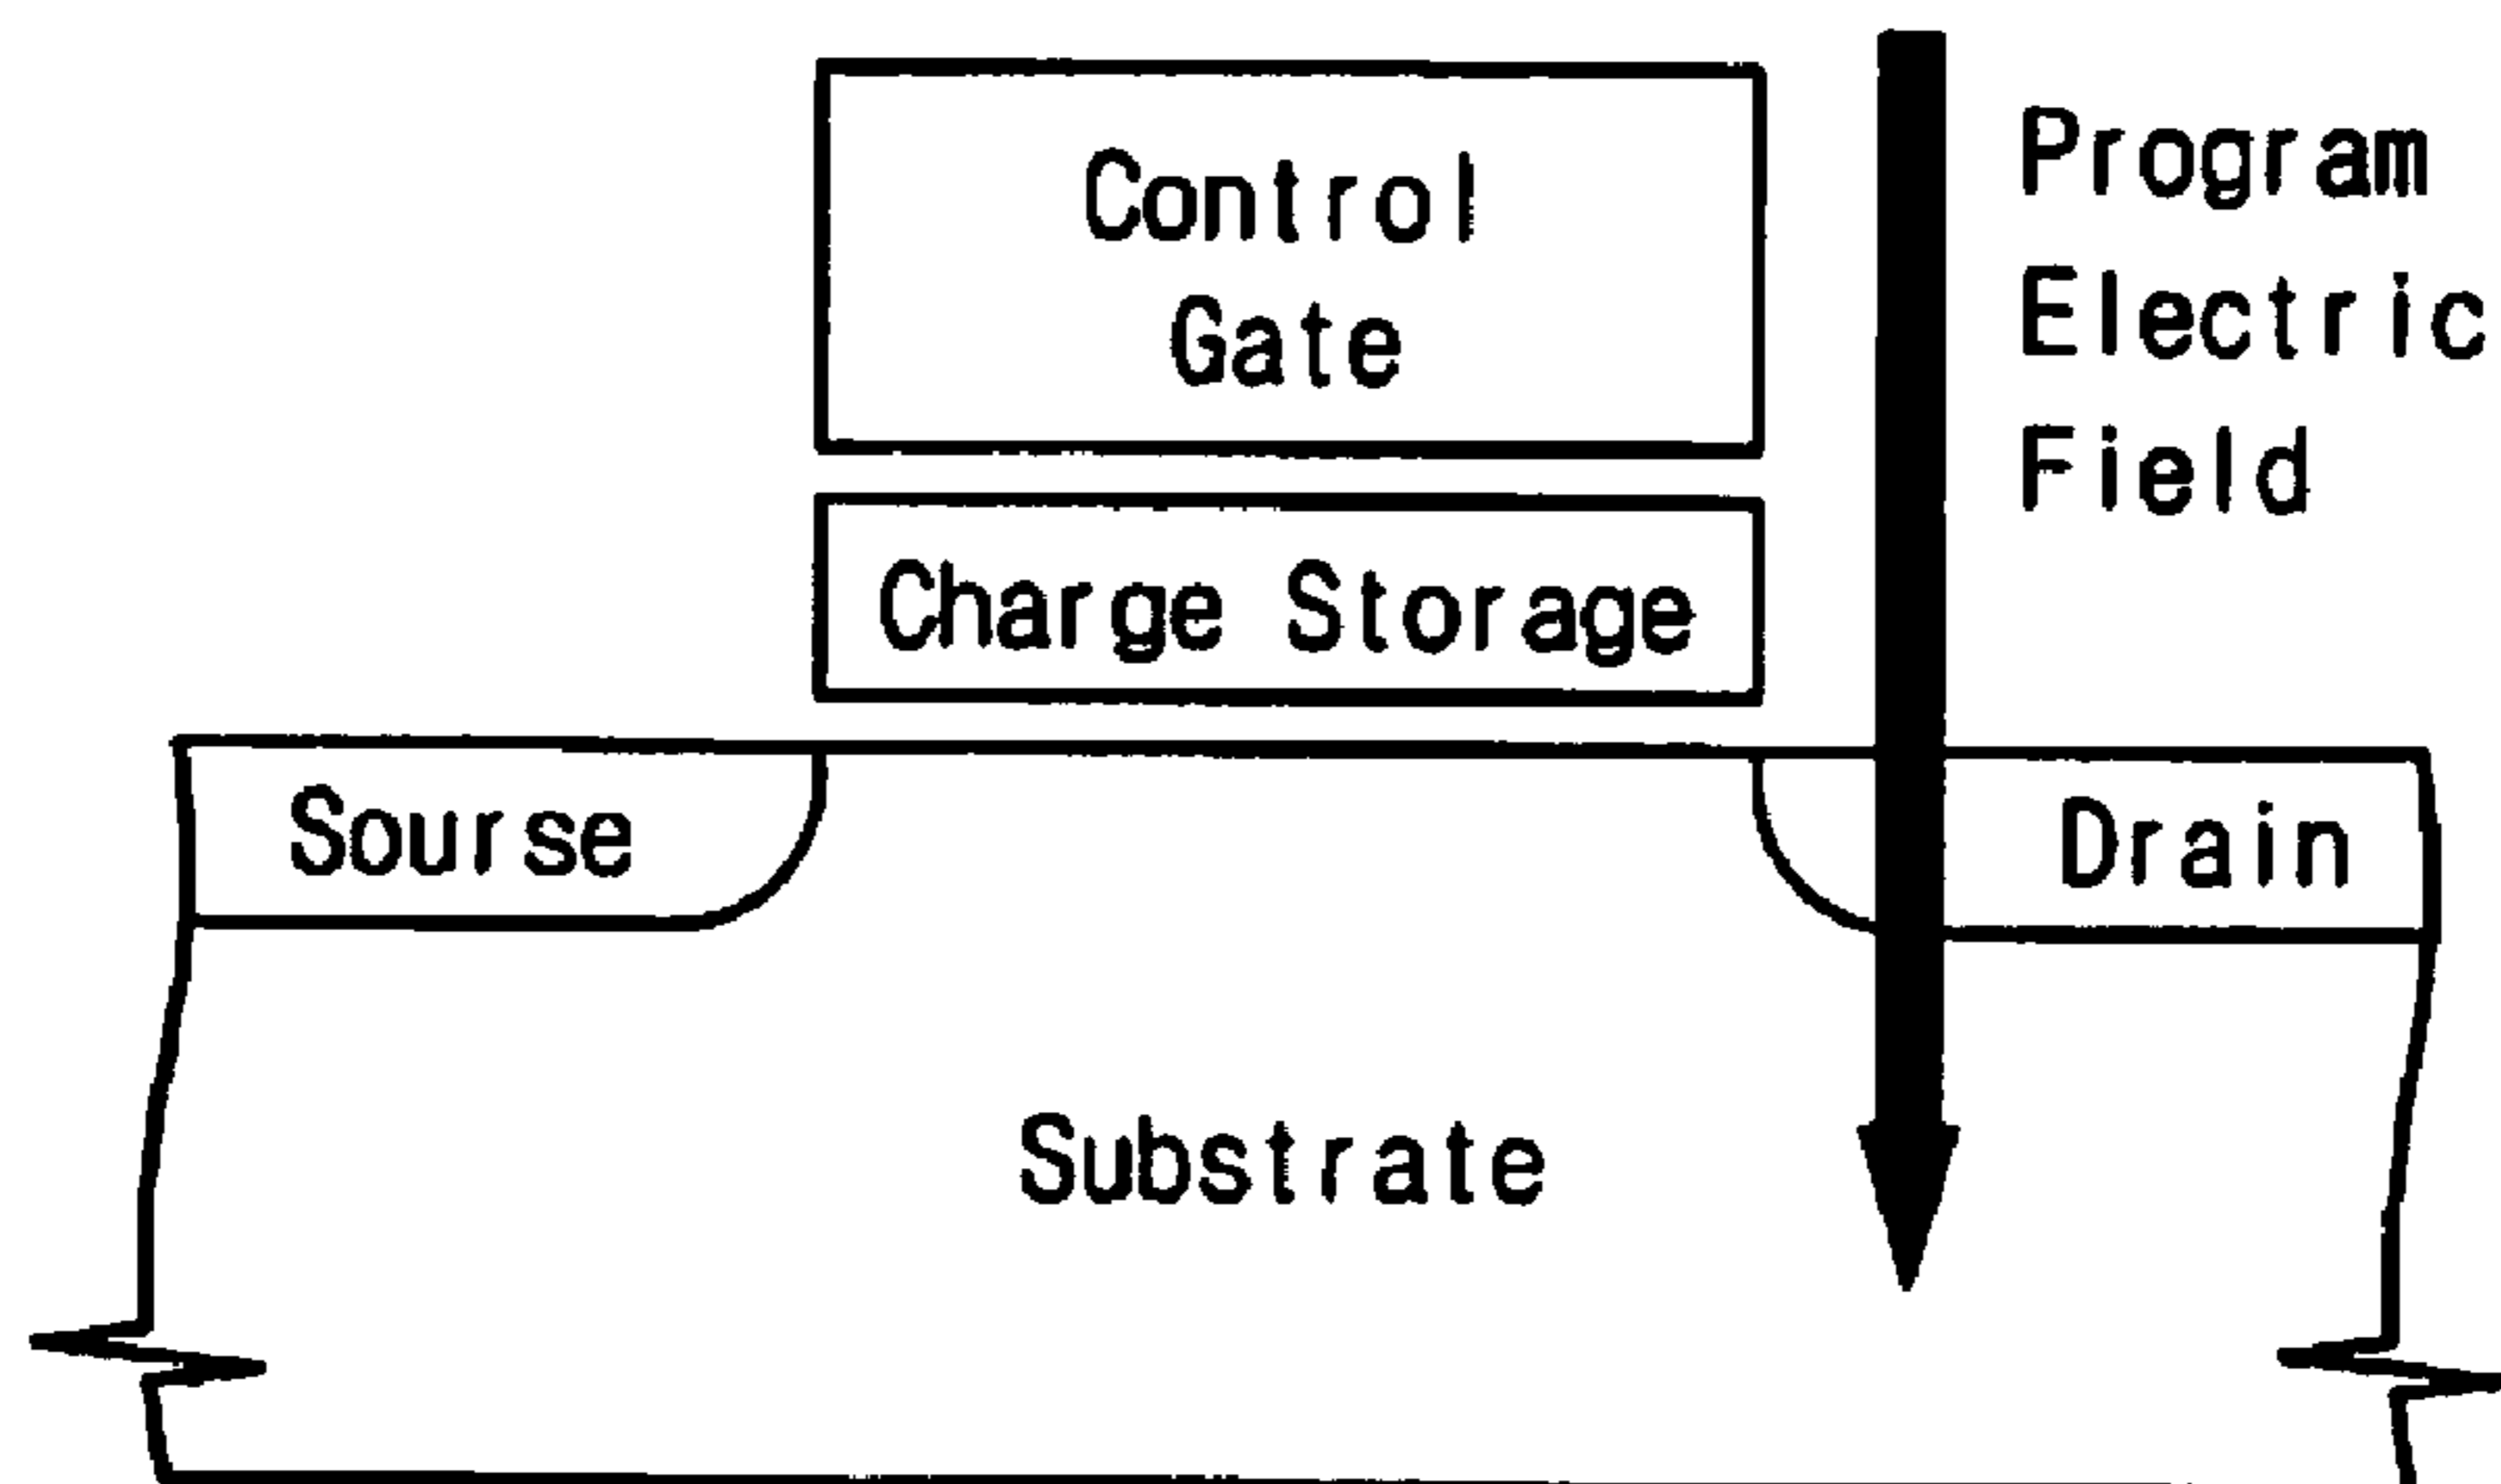 Control
Gate
Program
Electric
Field
Charge Storage
Sourse
Drain
Substrate